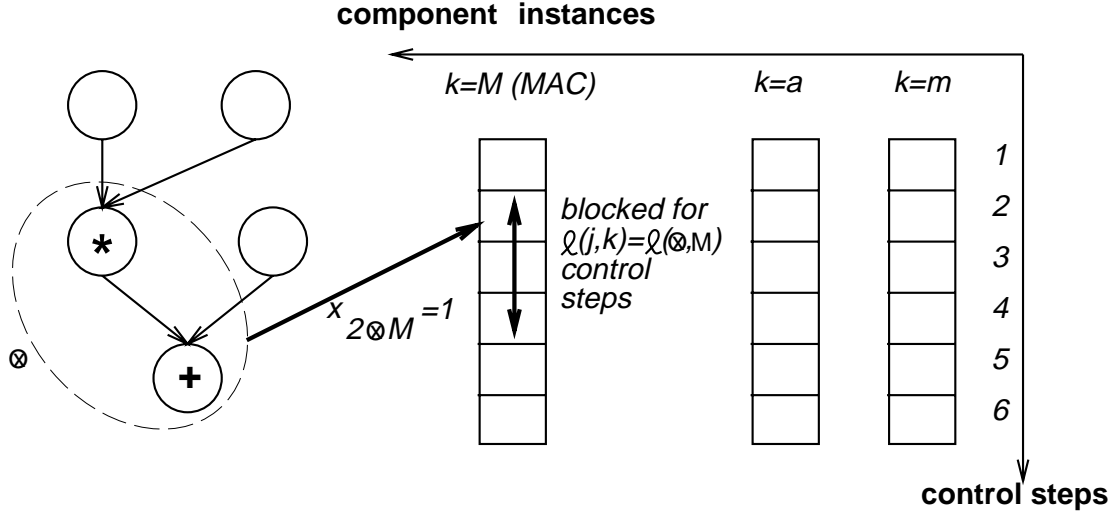 component instances
k=M (MAC)
k=a
k=m
1
2
3
4
5
6
blocked for
ℓ(j,k)=ℓ(⊗,M)
control
steps
*
+
⊗
x 2⊗M =1
control steps